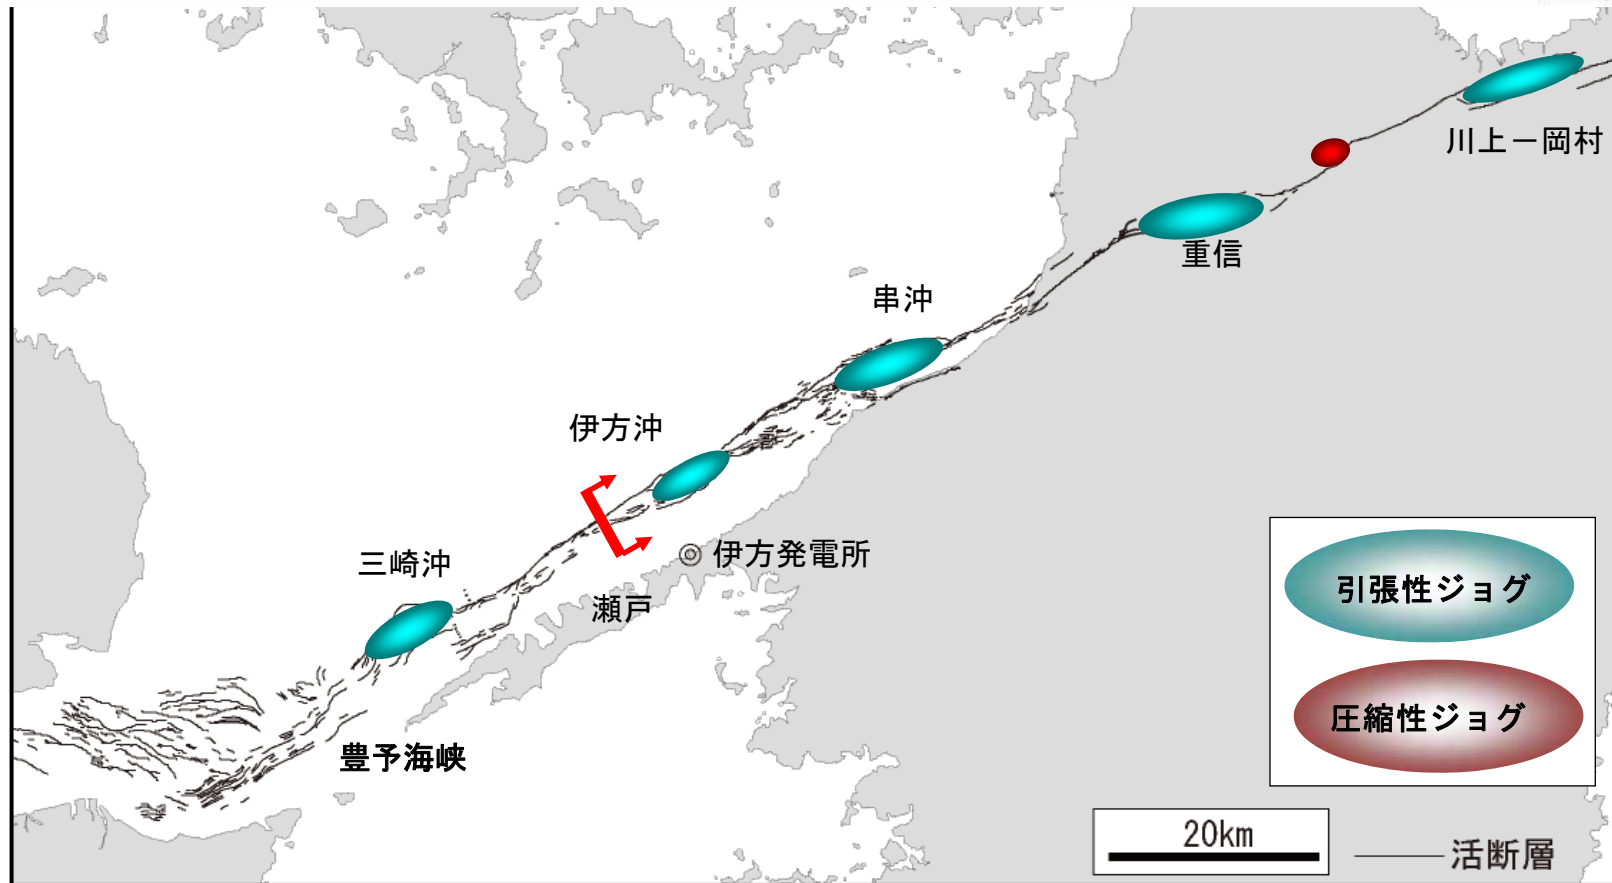 川上－岡村
重信
串沖
伊方沖
伊方発電所
三崎沖
瀬戸
豊予海峡
引張性ジョグ
圧縮性ジョグ
20km
活断層